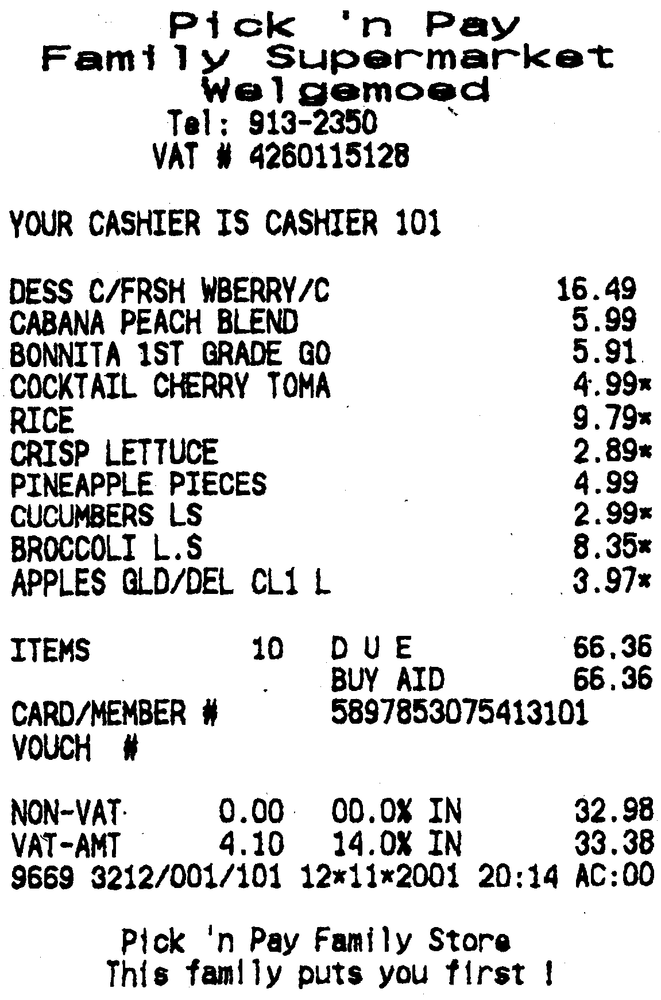 Pick 'n Pay
Family Supermarket
Welgemoed
Tel: 913-2350
VAT # 4260115128
YOUR CASHIER IS CASHIER 101
DESS C/FRSH WBERRY/C 16.49
CABANA PEACH BLEND 5.99
BONNITA 1ST GRADE GO 5.91
COCKTAIL CHERRY TOMA 4.99*
RICE 9.79*
CRISP LETTUCE 2.89*
PINEAPPLE PIECES 4.99
CUCUMBERS LS 2.99*
BROCCOLI L.S 8.35*
APPLES GLD/DEL CL1 L 3.97*
ITEMS 10 D U E 66.36
BUY AID 66.36
CARD/MEMBER # 5897853075413101
VOUCH #
NON-VAT 0.00 00.0% IN 32.98
VAT-AMT 4.10 14.0% IN 33.38
9669 3212/001/101 12*11*2001 20:14 AC:00
Pick 'n Pay Family Store
This family puts you first !